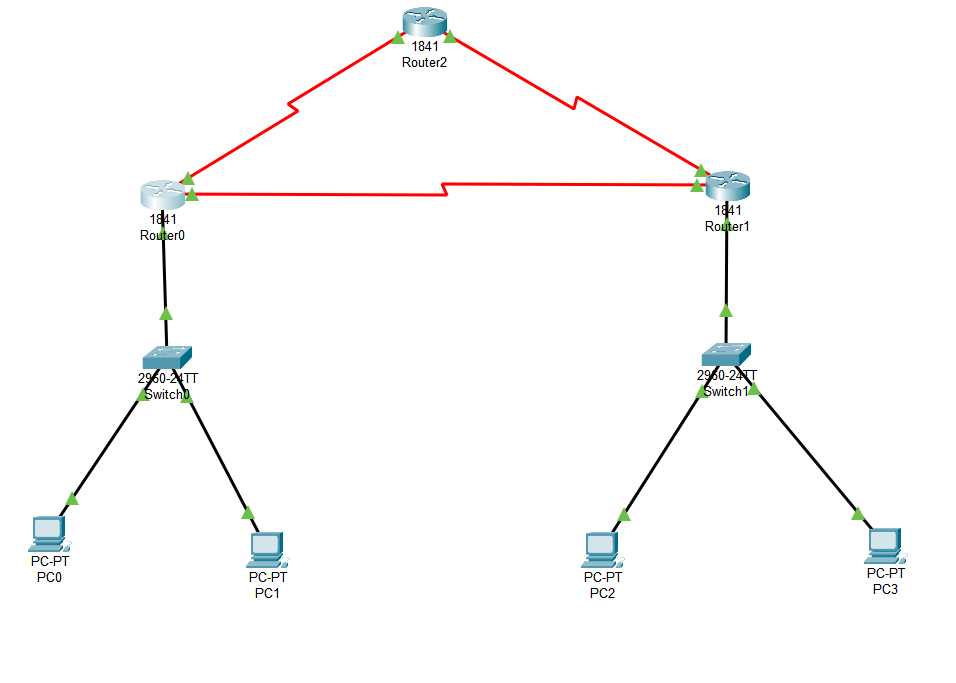 1841
Router2
1841
Router0
1841
Router1
2960-24TT
Switch0
2960-24TT
Switch1
PC-PT
PC0
PC-PT
PC1
PC-PT
PC2
PC-PT
PC3